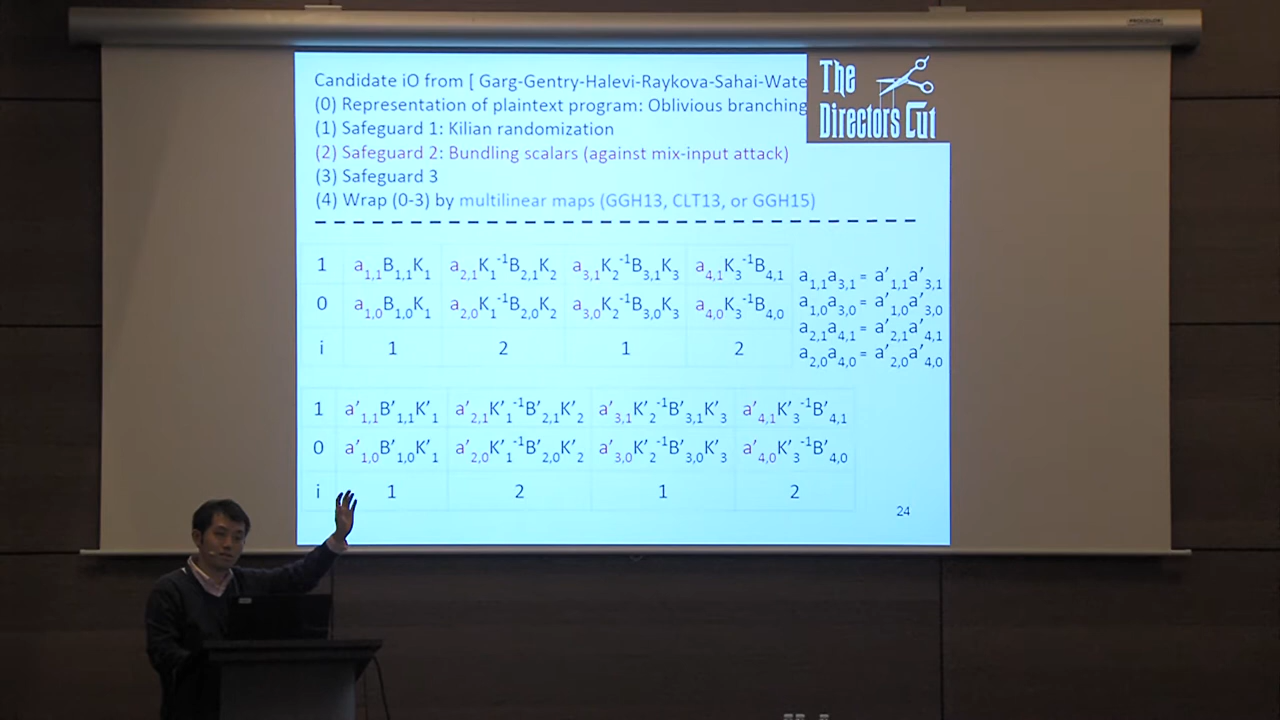 PROCOLOR
Candidate iO from [ Garg-Gentry-Halevi-Raykova-Sahai-Wate
(0) Representation of plaintext program: Oblivious branching
(1) Safeguard 1: Kilian randomization
(2) Safeguard 2: Bundling scalars (against mix-input attack)
(3) Safeguard 3
(4) Wrap (0-3) by multilinear maps (GGH13, CLT13, or GGH15)
The
Directors Cut
1 a₁,₁B₁,₁K₁ a₂,₁K₁⁻¹B₂,₁K₂ a₃,₁K₂⁻¹B₃,₁K₃ a₄,₁K₃⁻¹B₄,₁
0 a₁,₀B₁,₀K₁ a₂,₀K₁⁻¹B₂,₀K₂ a₃,₀K₂⁻¹B₃,₀K₃ a₄,₀K₃⁻¹B₄,₀
i 1 2 1 2
a₁,₁a₃,₁ = a′₁,₁a′₃,₁
a₁,₀a₃,₀ = a′₁,₀a′₃,₀
a₂,₁a₄,₁ = a′₂,₁a′₄,₁
a₂,₀a₄,₀ = a′₂,₀a′₄,₀
1 a′₁,₁B′₁,₁K′₁ a′₂,₁K′₁⁻¹B′₂,₁K′₂ a′₃,₁K′₂⁻¹B′₃,₁K′₃ a′₄,₁K′₃⁻¹B′₄,₁
0 a′₁,₀B′₁,₀K′₁ a′₂,₀K′₁⁻¹B′₂,₀K′₂ a′₃,₀K′₂⁻¹B′₃,₀K′₃ a′₄,₀K′₃⁻¹B′₄,₀
i 1 2 1 2
24